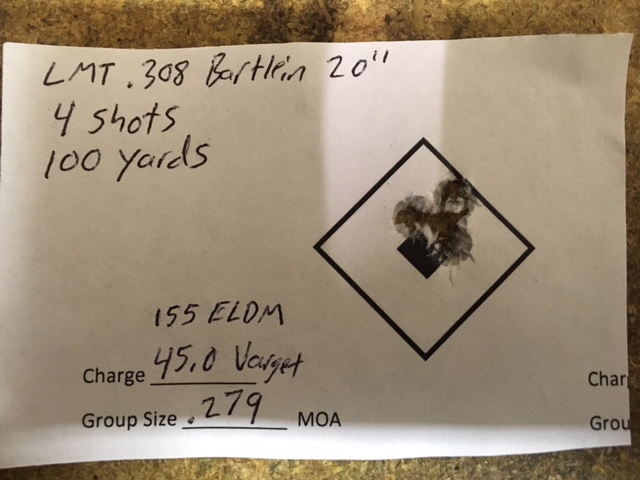 LMT .308 Bartlein 20"
4 shots
100 yards
155 ELDM
Charge 45.0 Varget
Group Size .279 MOA
Char
Grou